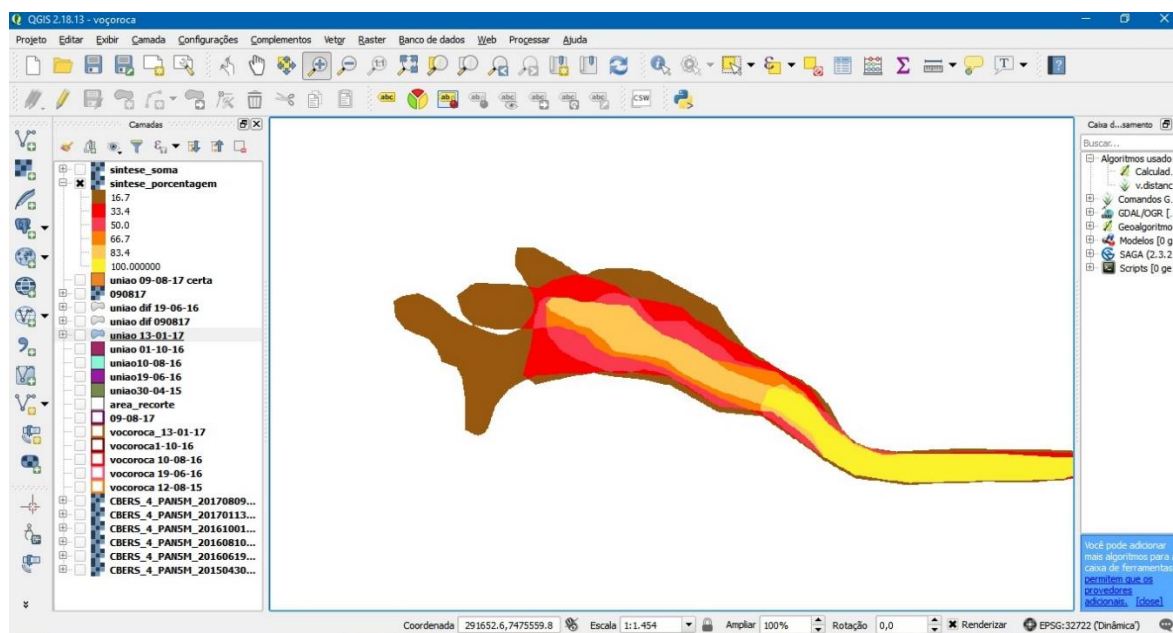 QGIS 2.18.13 - voçoroca
Projeto Editar Exibir Camada Configurações Complementos Vetor Raster Banco de dados Web Processar Ajuda
abc
CSW
Camadas
sintese_soma
sintese_porcentagem
16.7
33.4
50.0
66.7
83.4
100.000000
uniao 09-08-17 certa
090817
uniao dif 19-06-16
uniao dif 090817
uniao 13-01-17
uniao 01-10-16
uniao10-08-16
uniao19-06-16
uniao30-04-15
area_recorte
09-08-17
vocoroca_13-01-17
vocoroca1-10-16
vocoroca 10-08-16
vocoroca 19-06-16
vocoroca 12-08-15
CBERS_4_PAN5M_20170809...
CBERS_4_PAN5M_20170113...
CBERS_4_PAN5M_20161001...
CBERS_4_PAN5M_20160810...
CBERS_4_PAN5M_20160619...
CBERS_4_PAN5M_20150430...
Caixa d...samento
Buscar...
Algoritmos usado
Calculad.
v.distanc
Comandos G.
GDAL/OGR [.
Geoalgoritmo
Modelos [0 g
SAGA (2.3.2
Scripts [0 ge
Você pode adicionar
mais algoritmos para a
caixa de ferramentas,
permitem que os
provedores
adicionais. [close]
Coordenada 291652.6,7475559.8 Escala 1:1.454 Ampliar 100% Rotação 0,0 Renderizar EPSG:32722 ('Dinâmica')